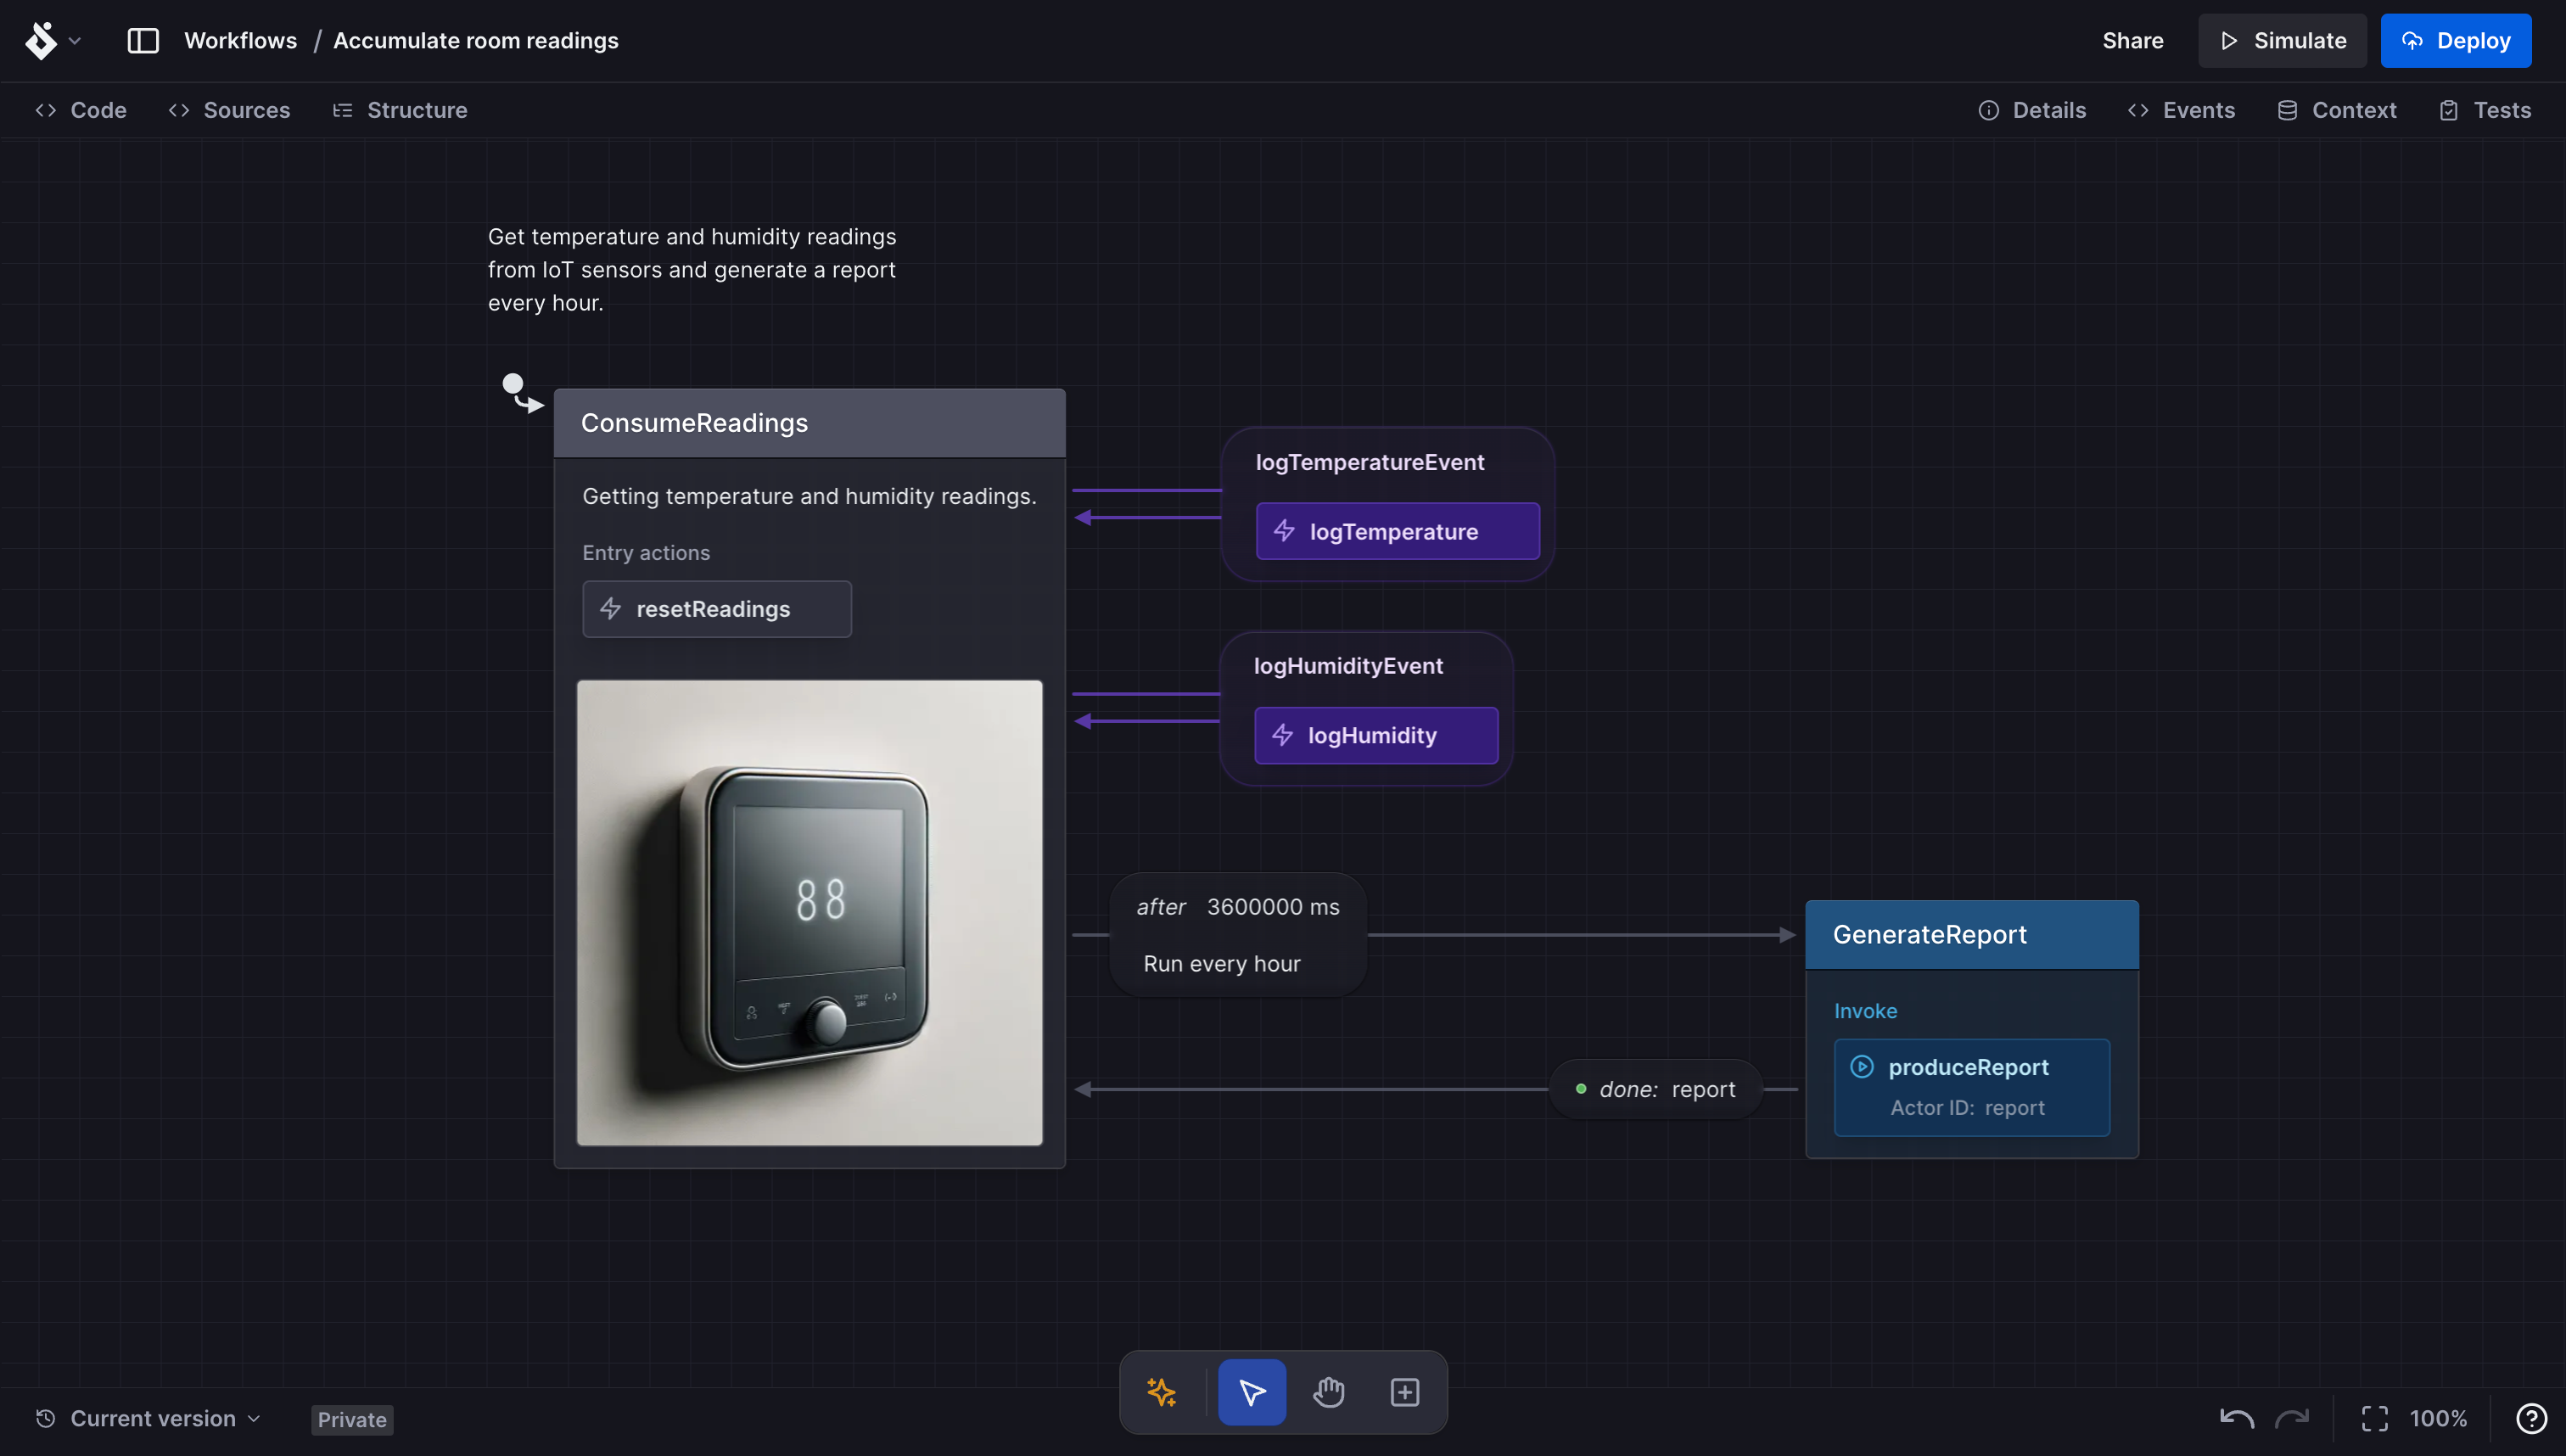 Workflows / Accumulate room readings
Share
Simulate
Deploy
Code
Sources
Structure
Details
Events
Context
Tests
Get temperature and humidity readings
from IoT sensors and generate a report
every hour.
ConsumeReadings
Getting temperature and humidity readings.
Entry actions
resetReadings
88
logTemperatureEvent
logTemperature
logHumidityEvent
logHumidity
after 3600000 ms
Run every hour
GenerateReport
Invoke
produceReport
Actor ID: report
done: report
Current version
Private
100%